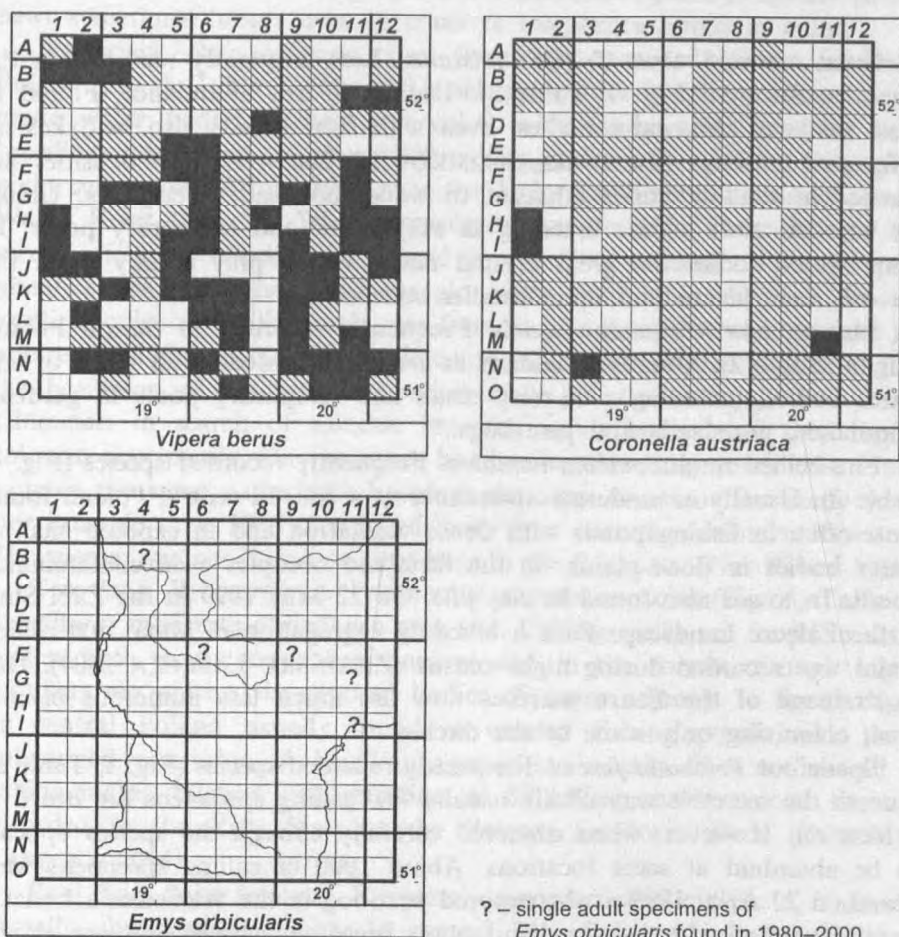 1 2 3 4 5 6 7 8 9 10 11 12
A
B
C
D
E
F
G
H
I
J
K
L
M
N
O
52°
51°
19°
20°
Vipera berus
1 2 3 4 5 6 7 8 9 10 11 12
A
B
C
D
E
F
G
H
I
J
K
L
M
N
O
52°
51°
19°
20°
Coronella austriaca
1 2 3 4 5 6 7 8 9 10 11 12
A
B
C
D
E
F
G
H
I
J
K
L
M
N
O
?
?
?
?
?
52°
51°
19°
20°
Emys orbicularis
? – single adult specimens of
Emys orbicularis found in 1980–2000